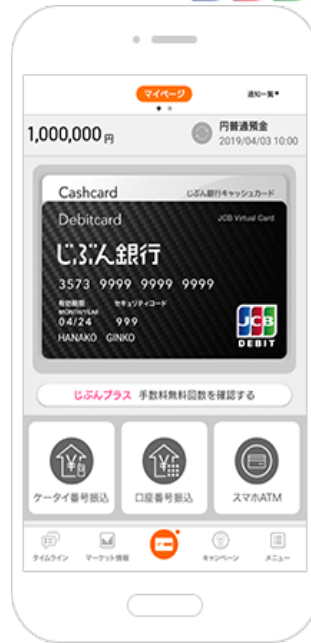 マイページ
通知一覧
1,000,000 円
円普通預金
2019/04/03 10:00
Cashcard
じぶん銀行キャッシュカード
Debitcard
JCB Virtual Card
じぶん銀行
3573 9999 9999 9999
有効期限 セキュリティコード
MONTH/YEAR
04/24 999
HANAKO GINKO
JCB
DEBIT
じぶんプラス 手数料無料回数を確認する
ケータイ番号振込
口座番号振込
スマホATM
タイムライン
マーケット情報
キャンペーン
メニュー